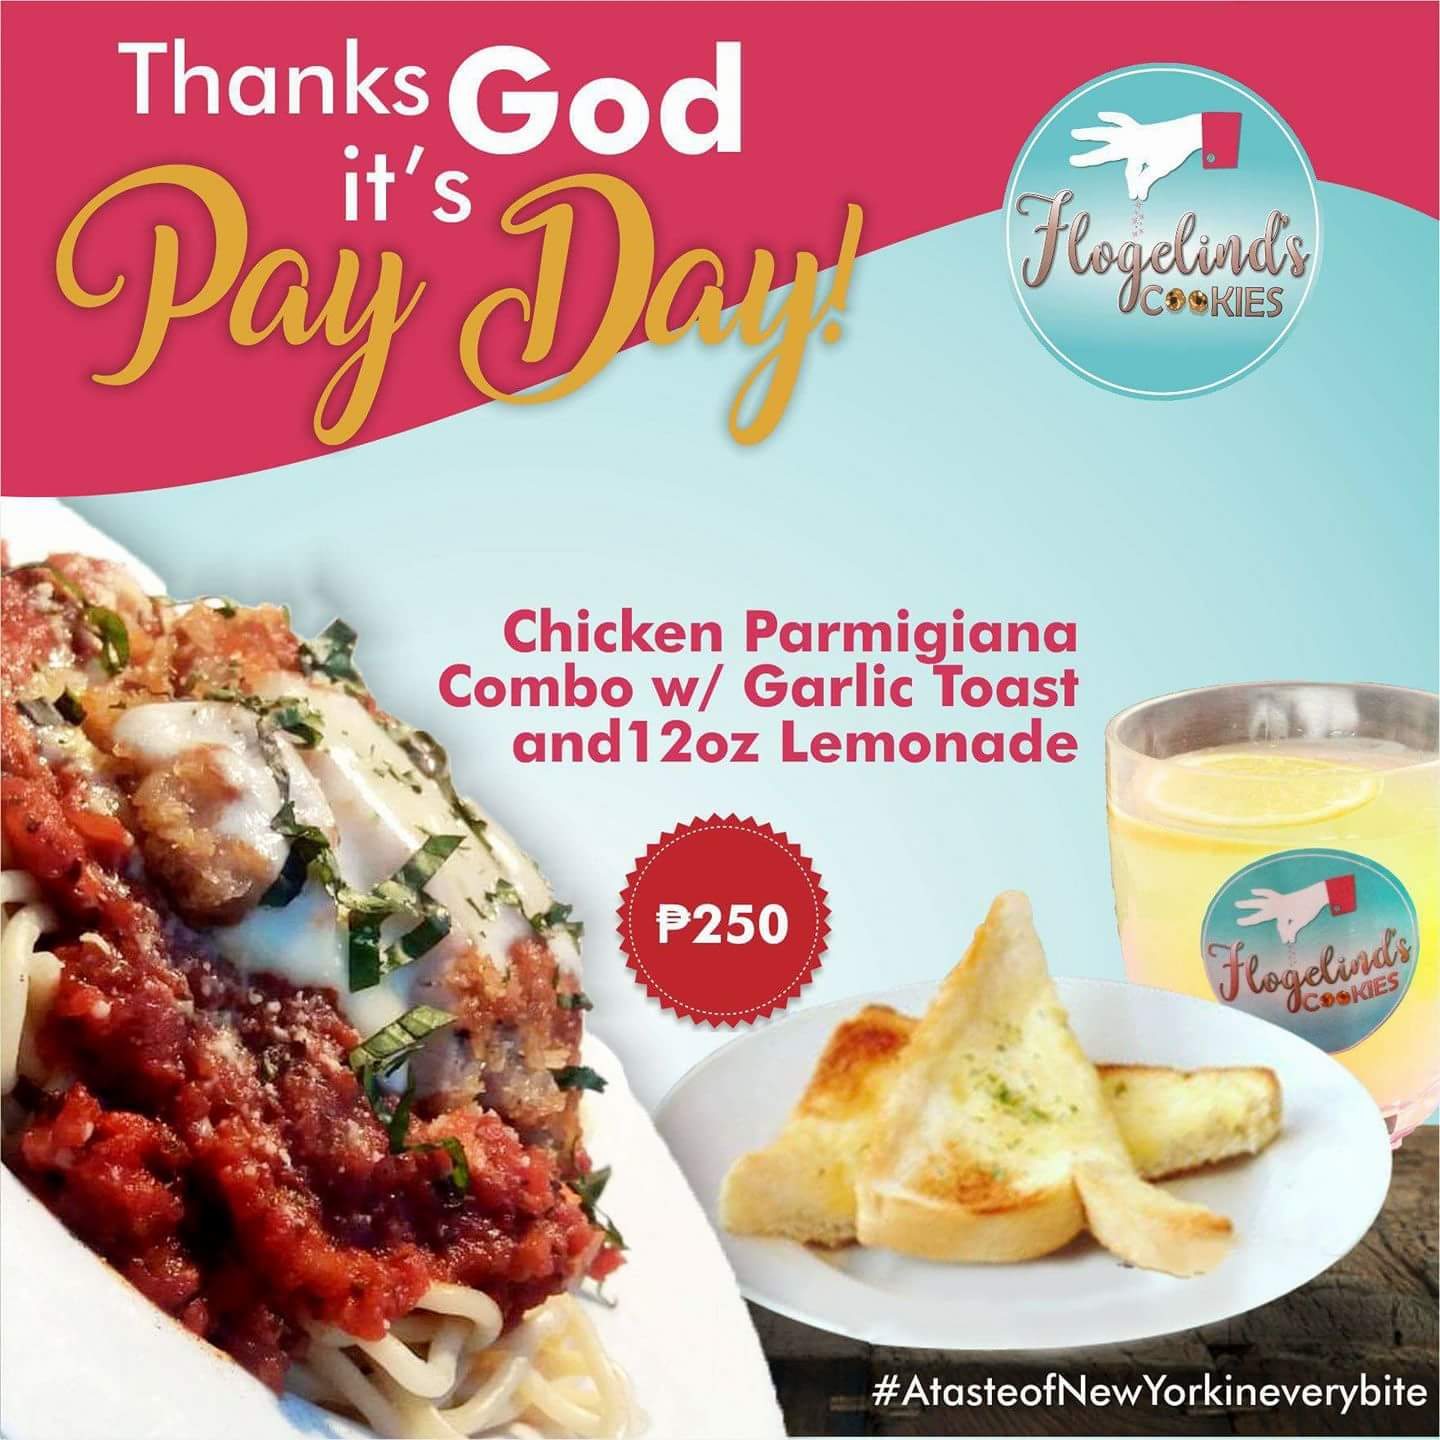 Thanks God
it's
Pay Day!
Flogelind's
COOKIES
Chicken Parmigiana
Combo w/ Garlic Toast
and12oz Lemonade
₱250
Flogelind's
COOKIES
#AtasteofNewYorkineverybite